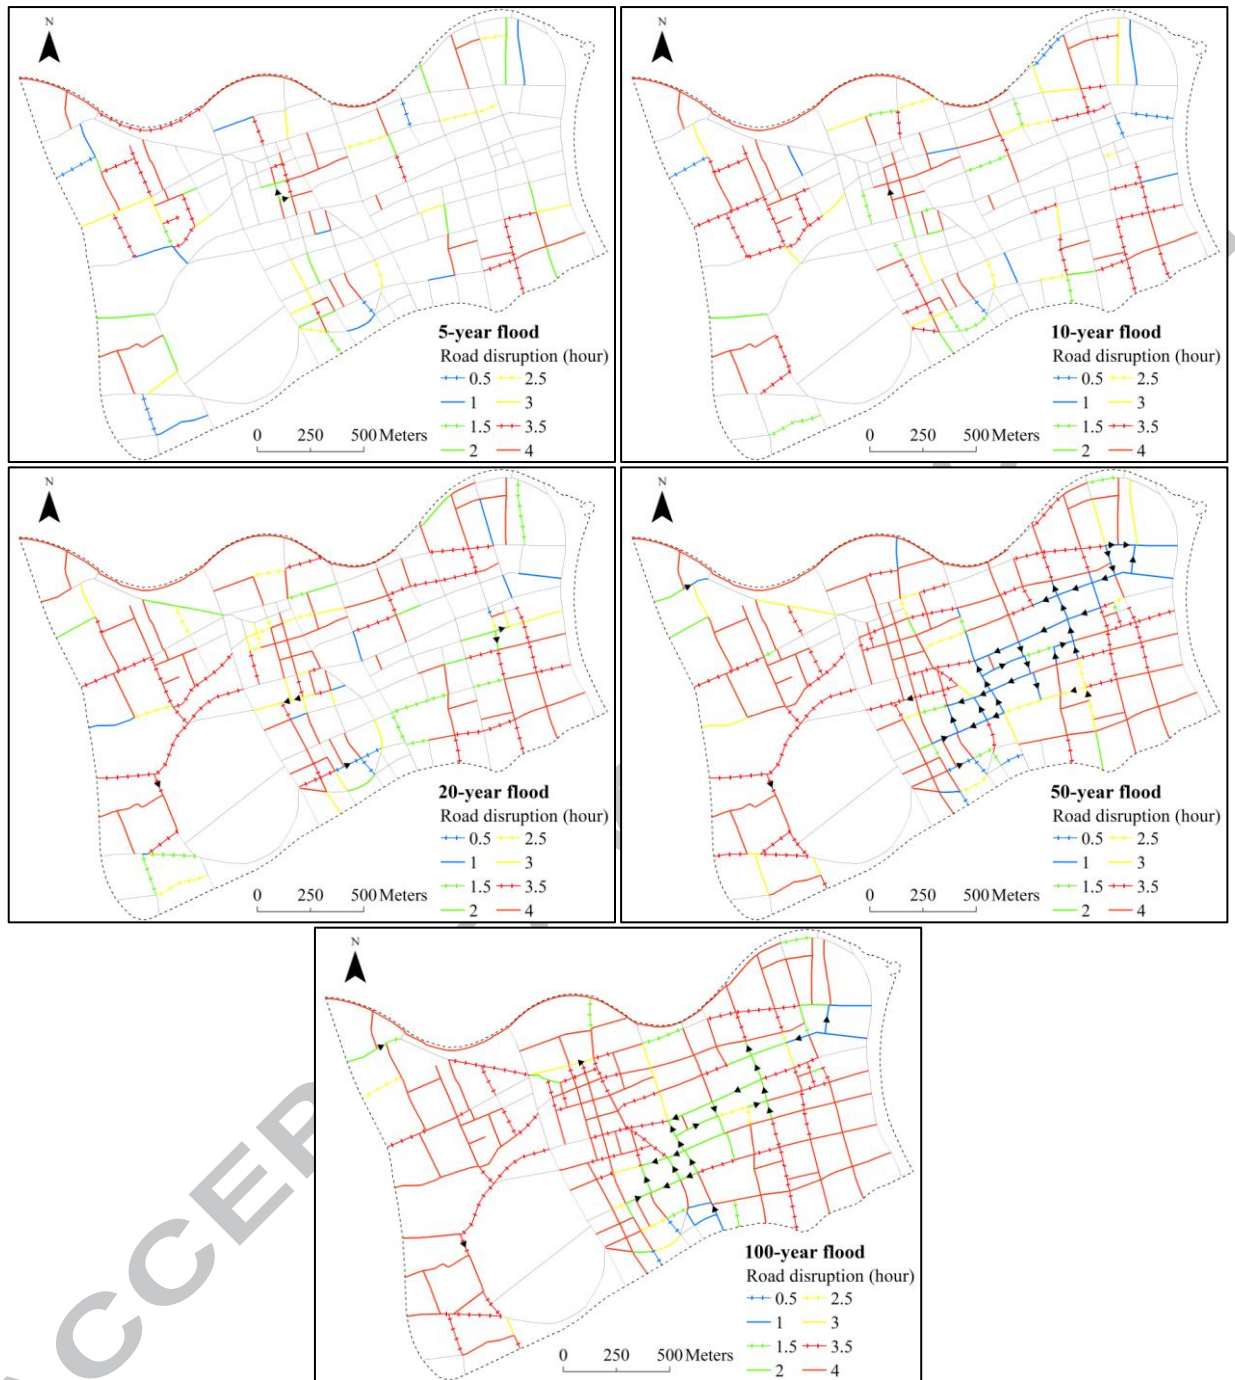 N
5-year flood
Road disruption (hour)
0.5 2.5
1 3
1.5 3.5
2 4
0 250 500 Meters
N
10-year flood
Road disruption (hour)
0.5 2.5
1 3
1.5 3.5
2 4
0 250 500 Meters
N
20-year flood
Road disruption (hour)
0.5 2.5
1 3
1.5 3.5
2 4
0 250 500 Meters
N
50-year flood
Road disruption (hour)
0.5 2.5
1 3
1.5 3.5
2 4
0 250 500 Meters
N
100-year flood
Road disruption (hour)
0.5 2.5
1 3
1.5 3.5
2 4
0 250 500 Meters
CCEP